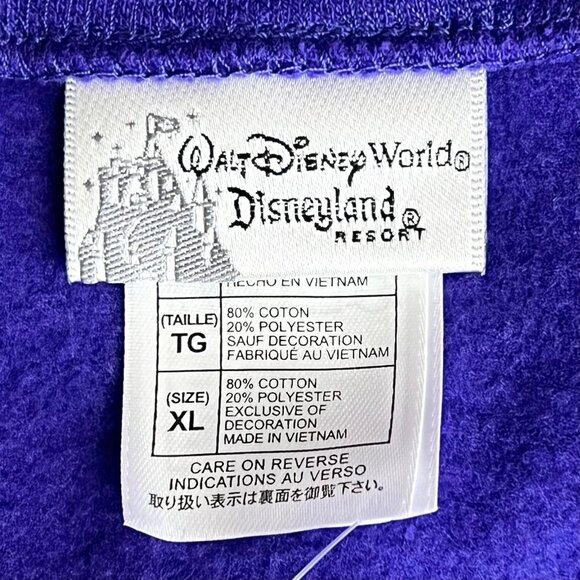 WALT DISNEY World®
Disneyland®
RESORT
HECHO EN VIETNAM
(TAILLE)
TG
80% COTON
20% POLYESTER
SAUF DECORATION
FABRIQUÉ AU VIETNAM
(SIZE)
XL
80% COTTON
20% POLYESTER
EXCLUSIVE OF
DECORATION
MADE IN VIETNAM
CARE ON REVERSE
INDICATIONS AU VERSO
取り扱い表示は裏面を御覧下さい。